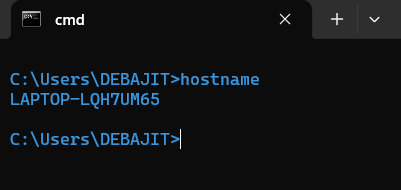 cmd
C:\Users\DEBAJIT>hostname
LAPTOP-LQH7UM65
C:\Users\DEBAJIT>